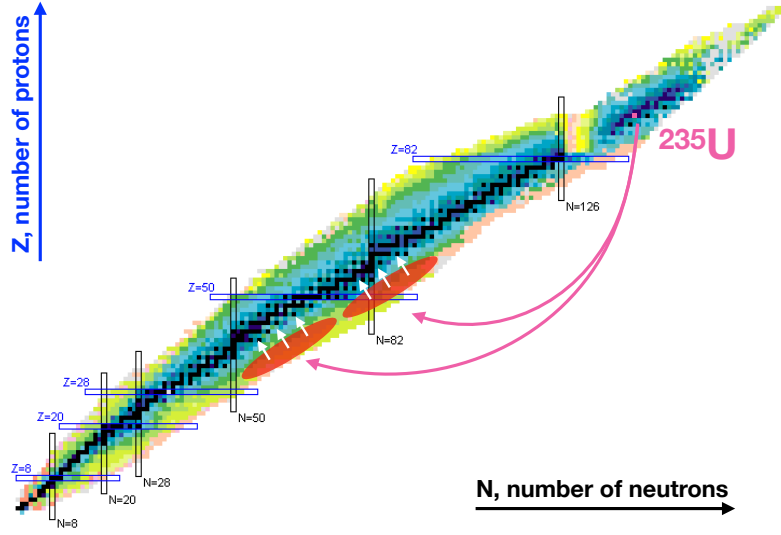 Z, number of protons
Z=82
235U
N=126
Z=50
N=82
Z=28
N=50
Z=20
N=28
Z=8
N=20
N=8
N, number of neutrons